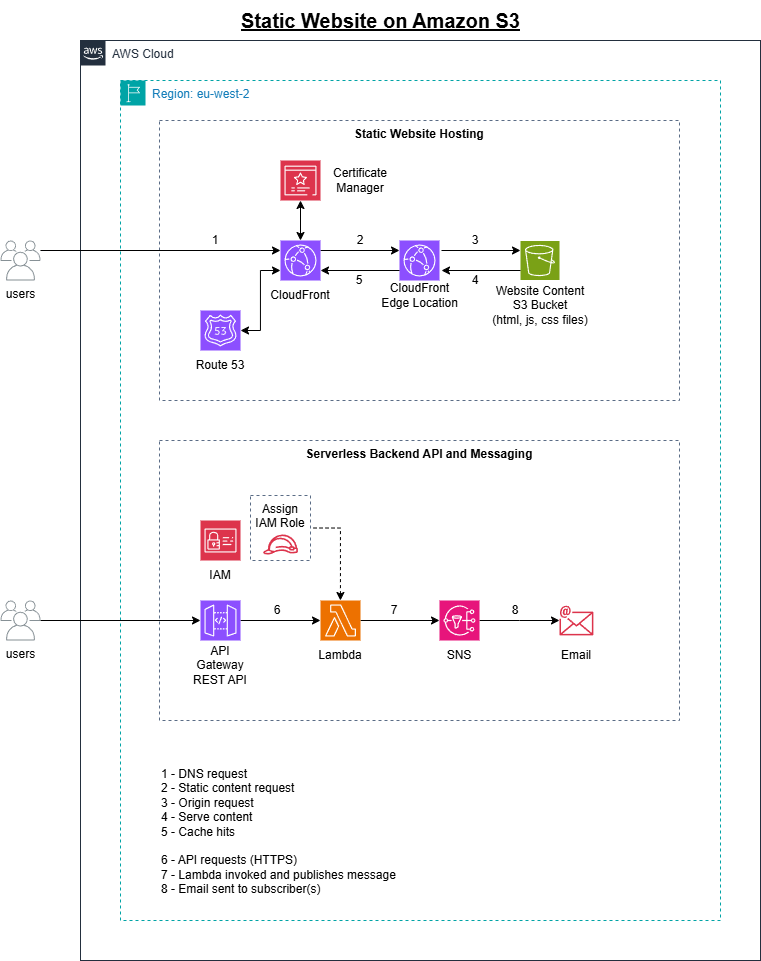 Static Website on Amazon S3
aws
AWS Cloud
Region: eu-west-2
Static Website Hosting
Certificate
Manager
1
2
3
5
4
users
CloudFront
CloudFront
Edge Location
Website Content
S3 Bucket
(html, js, css files)
53
Route 53
Serverless Backend API and Messaging
Assign
IAM Role
IAM
6
7
8
@
</>
users
API
Gateway
REST API
Lambda
SNS
Email
1 - DNS request
2 - Static content request
3 - Origin request
4 - Serve content
5 - Cache hits
6 - API requests (HTTPS)
7 - Lambda invoked and publishes message
8 - Email sent to subscriber(s)